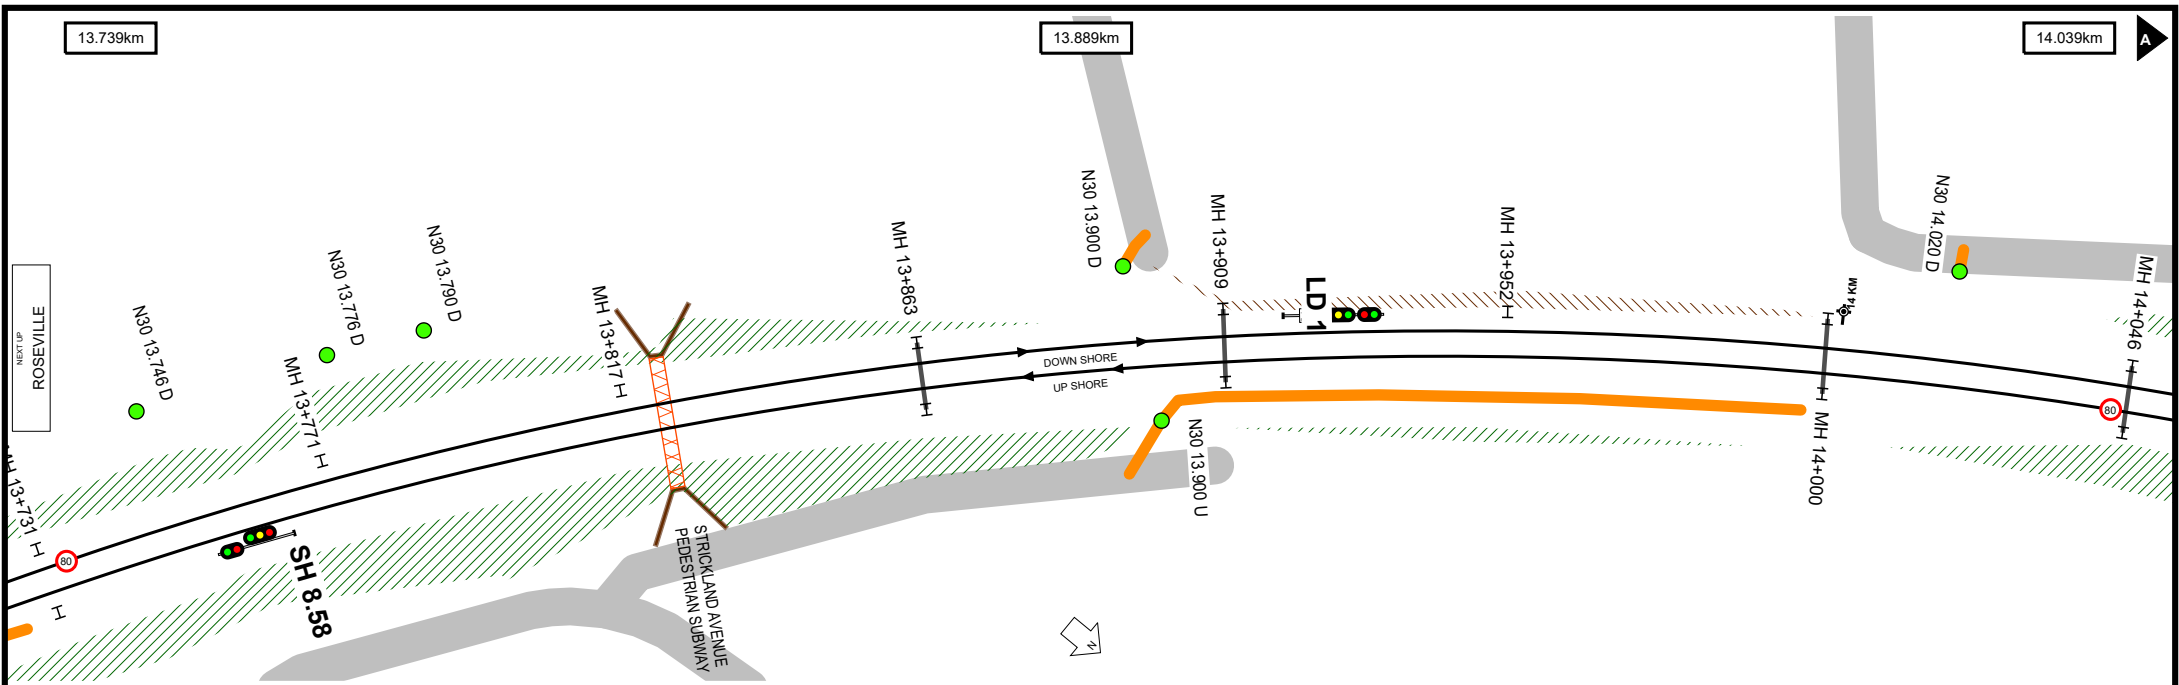 13.739km
13.889km
14.039km
A
NEXT UP
ROSEVILLE
N30 13.746 D
N30 13.776 D
N30 13.790 D
MH 13+731
MH 13+771
MH 13+817
MH 13+863
N30 13.900 D
MH 13+909
LD 1
MH 13+952
14 KM
N30 14.020 D
MH 14+046
DOWN SHORE
UP SHORE
80
80
SH 8.58
STRICKLAND AVENUE
PEDESTRIAN SUBWAY
N30 13.900 U
MH 14+000
N